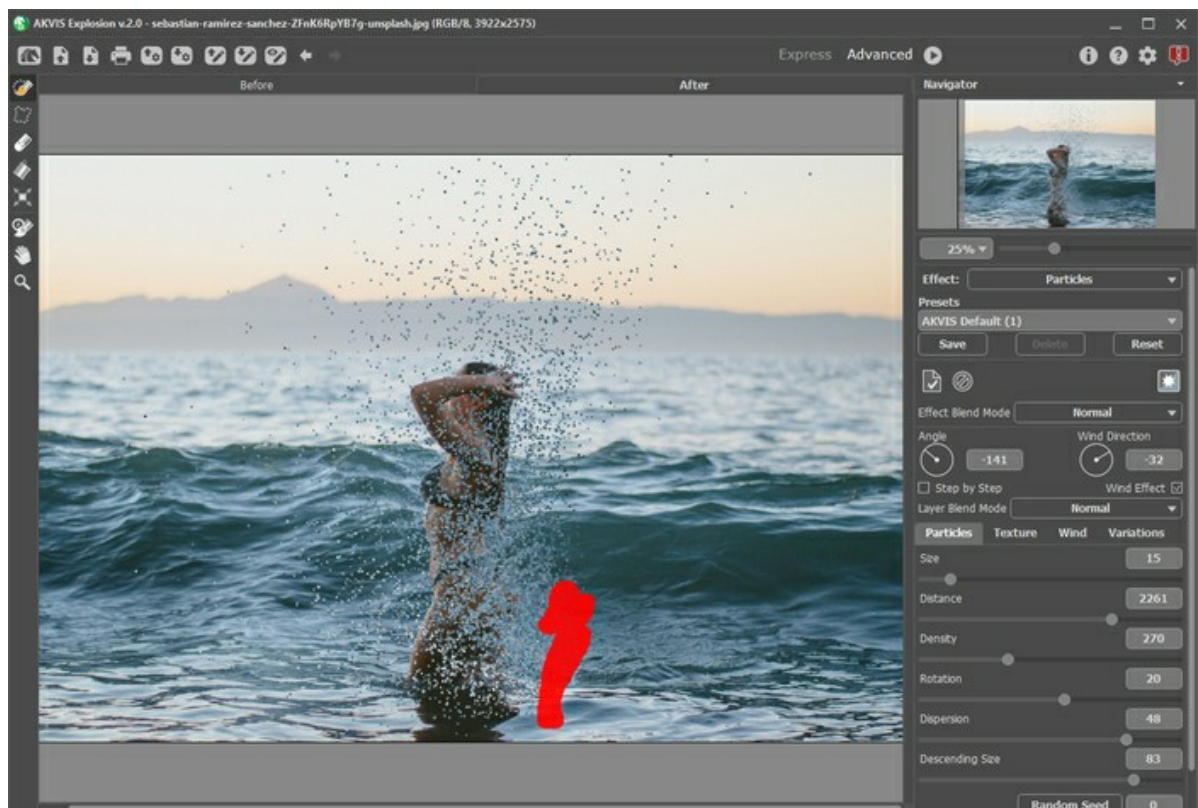 AKVIS Explosion v.2.0 - sebastian-ramirez-sanchez-ZFnK6RpYB7g-unsplash.jpg (RGB/8, 3922x2575)
Express Advanced
Before After Navigator
25%
Effect: Particles
Presets
AKVIS Default (1)
Save Delete Reset
Effect Blend Mode Normal
Angle Wind Direction
-141 -32
Step by Step Wind Effect
Layer Blend Mode Normal
Particles Texture Wind Variations
Size 15
Distance 2261
Density 270
Rotation 20
Dispersion 48
Descending Size 83
Random Seed 0